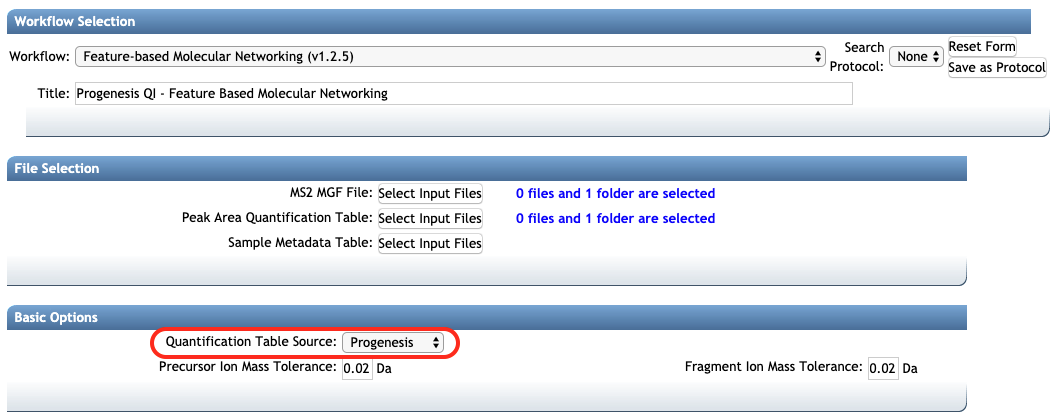 Workflow Selection
Workflow: Feature-based Molecular Networking (v1.2.5) Search Protocol: None Reset Form
Save as Protocol
Title: Progenesis QI - Feature Based Molecular Networking
File Selection
MS2 MGF File: Select Input Files 0 files and 1 folder are selected
Peak Area Quantification Table: Select Input Files 0 files and 1 folder are selected
Sample Metadata Table: Select Input Files
Basic Options
Quantification Table Source: Progenesis
Precursor Ion Mass Tolerance: 0.02 Da Fragment Ion Mass Tolerance: 0.02 Da